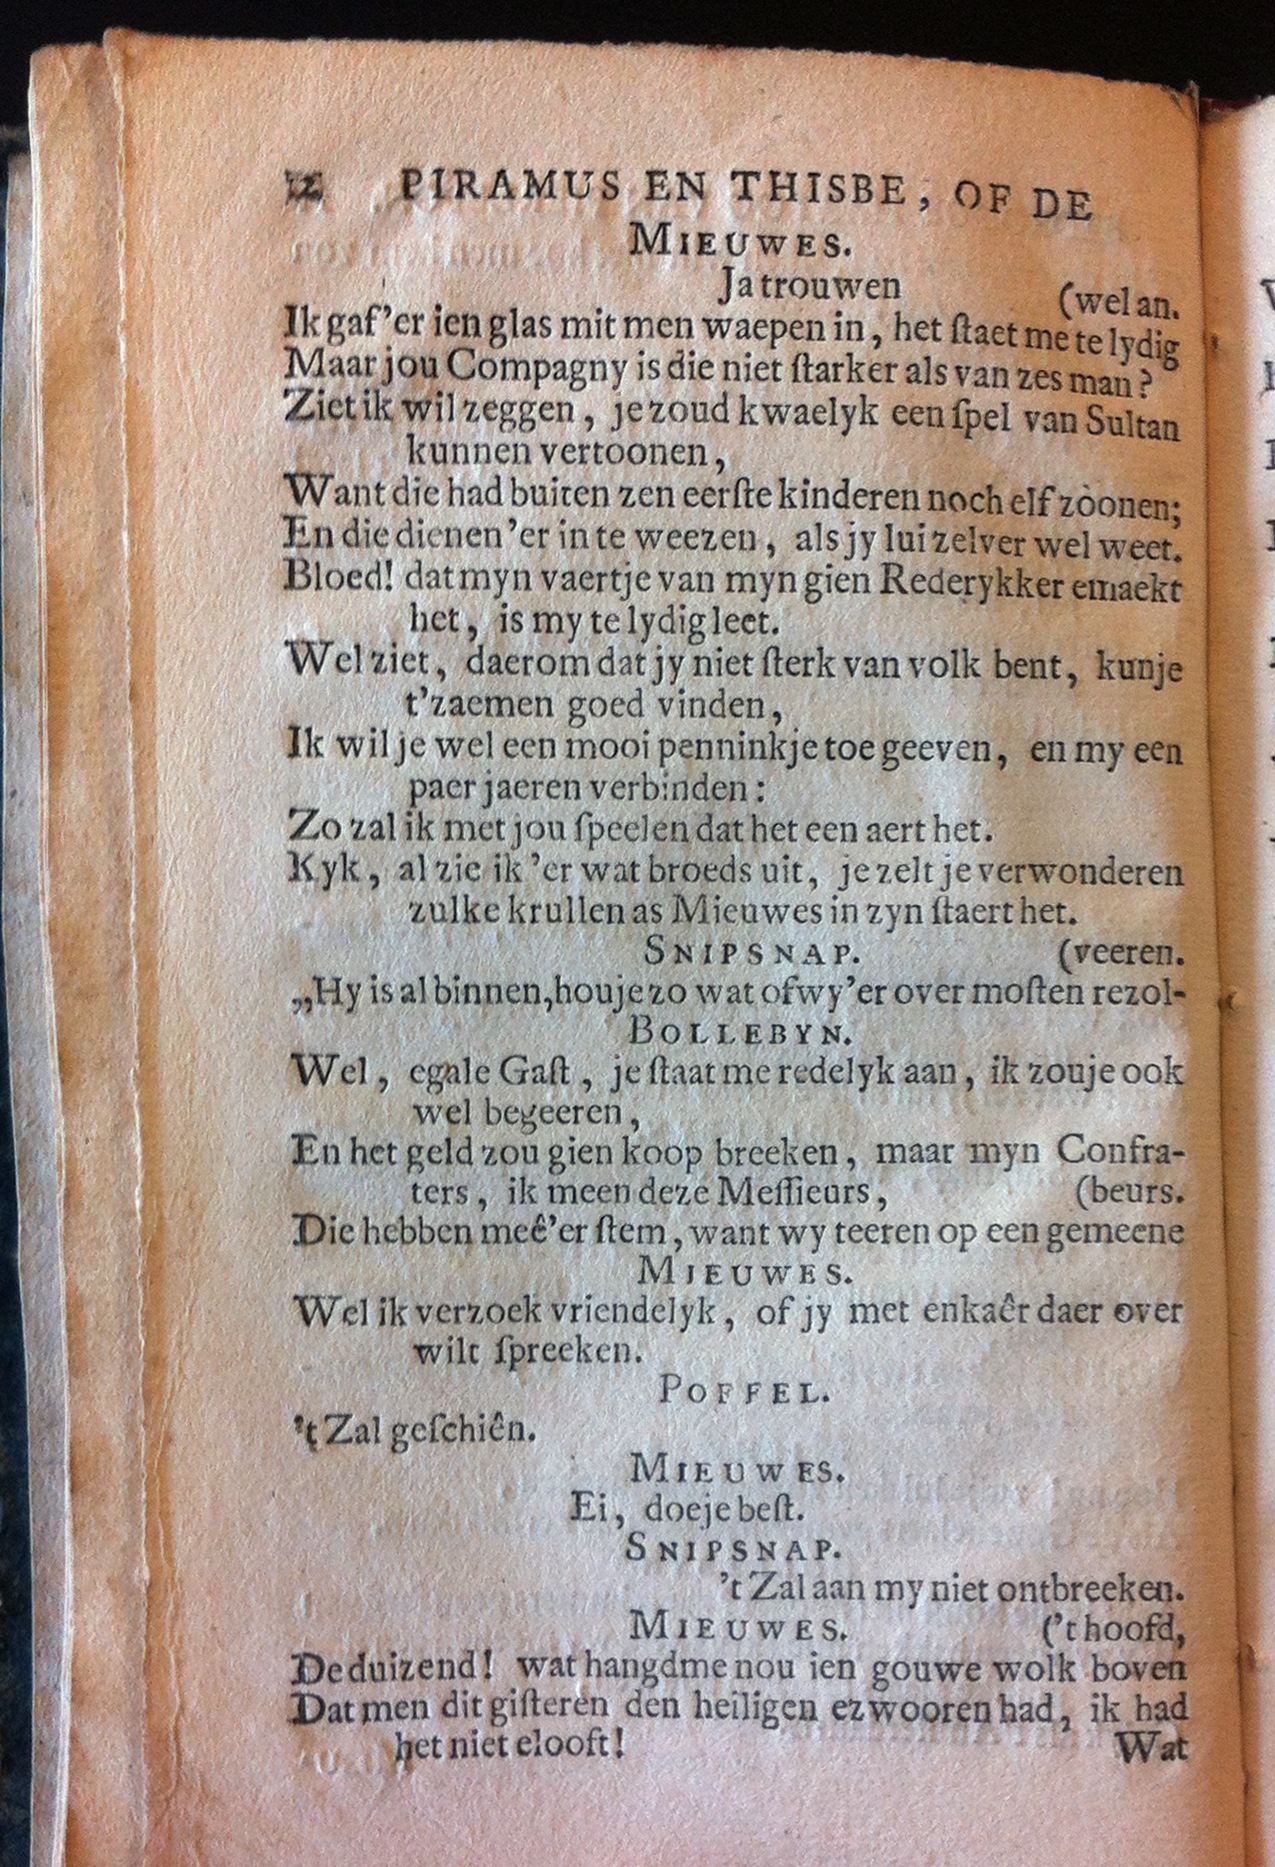 12 PIRAMUS EN THISBE, OF DE
MIEUWES.
Ja trouwen (wel an.
Ik gaf'er ien glas mit men waepen in, het ſtaet me te lydig
Maar jou Compagny is die niet ſtarker als van zes man?
Ziet ik wil zeggen, je zoud kwaelyk een ſpel van Sultan
kunnen vertoonen,
Want die had buiten zen eerſte kinderen noch elf zoonen;
En die dienen 'er in te weezen, als jy lui zelver wel weet.
Bloed! dat myn vaertje van myn gien Rederykker emaekt
het, is my te lydig leet.
Wel ziet, daerom dat jy niet ſterk van volk bent, kunje
t'zaemen goed vinden,
Ik wil je wel een mooi pennink je toe geeven, en my een
paer jaeren verbinden:
Zo zal ik met jou ſpeelen dat het een aert het.
Kyk, al zie ik 'er wat broeds uit, je zelt je verwonderen
zulke krullen as Mieuwes in zyn ſtaert het.
SNIPSNAP. (veeren.
„Hy is al binnen, houje zo wat ofwy'er over moſten rezol-
BOLLEBYN.
Wel, egale Gaſt, je ſtaat me redelyk aan, ik zouje ook
wel begeeren,
En het geld zou gien koop breeken, maar myn Confra-
ters, ik meen deze Meſſieurs, (beurs.
Die hebben meê'er ſtem, want wy teeren op een gemeene
MIEUWES.
Wel ik verzoek vriendelyk, of jy met enkaêr daer over
wilt ſpreeken.
POFFEL.
't Zal geſchiên.
MIEUWES.
Ei, doeje beſt.
SNIPSNAP.
't Zal aan my niet ontbreeken.
MIEUWES. ('t hoofd,
De duizend! wat hangdme nou ien gouwe wolk boven
Dat men dit giſteren den heiligen ezwooren had, ik had
het niet elooft!
Wat